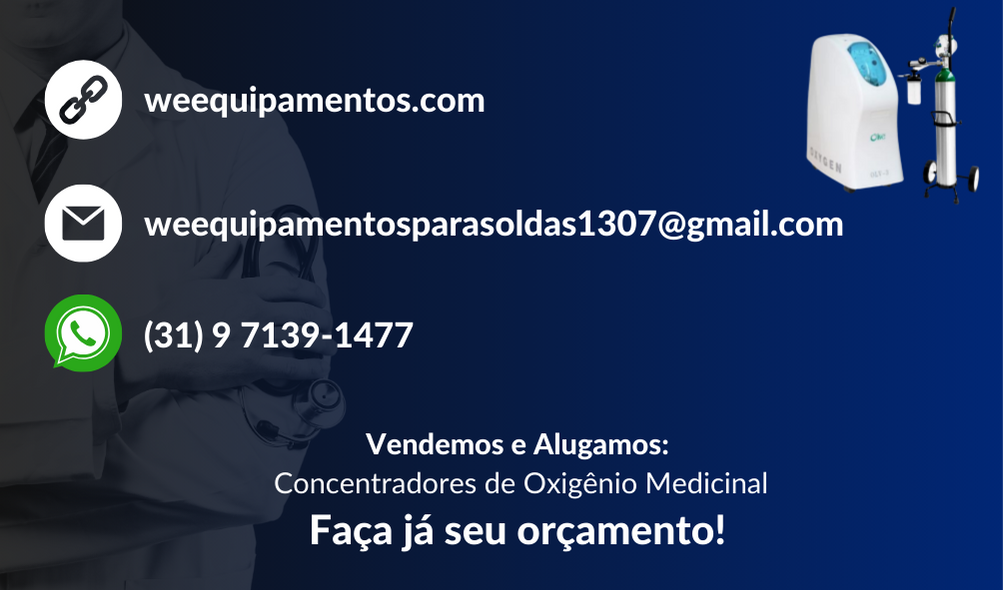 weequipamentos.com
weequipamentosparasoldas1307@gmail.com
(31) 9 7139-1477
Vendemos e Alugamos:
Concentradores de Oxigênio Medicinal
Faça já seu orçamento!
OXYGEN